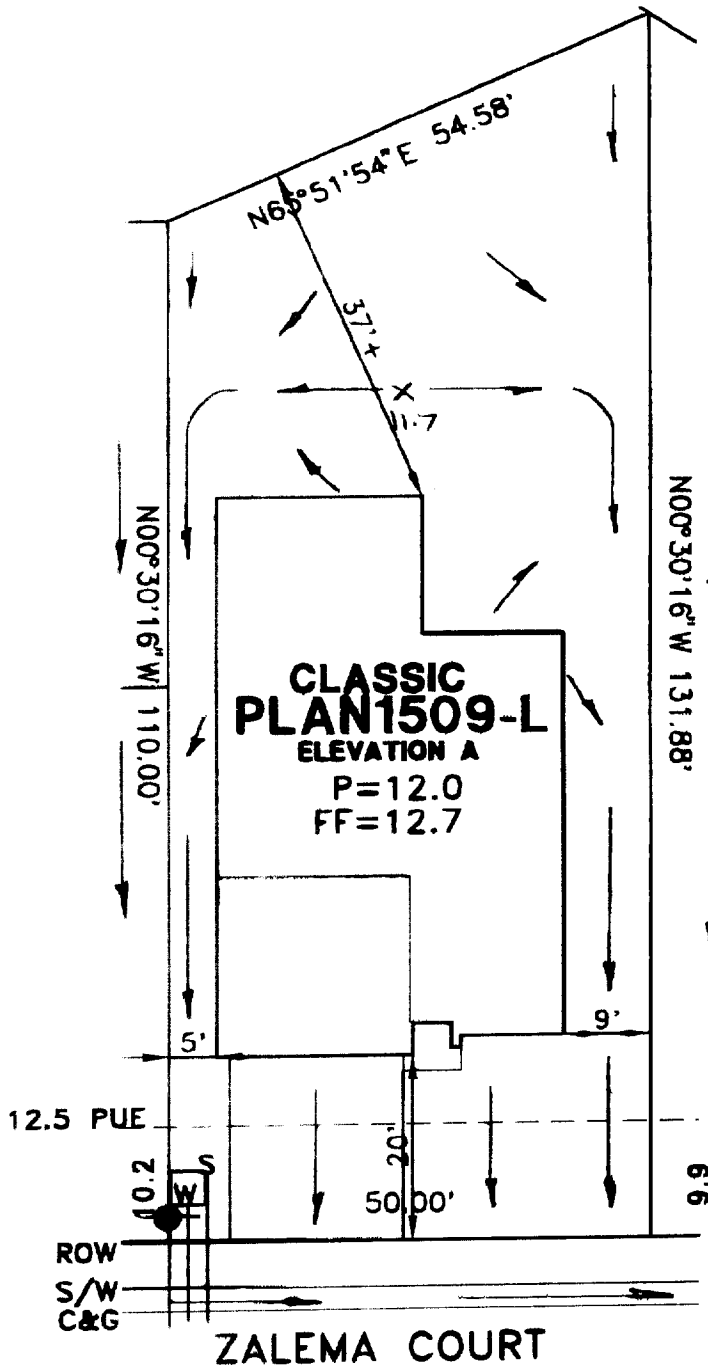 N65°51'54"E 54.58'
37'+
X
11.7
N00°30'16"W 110.00'
N00°30'16"W 131.88'
CLASSIC
PLAN1509-L
ELEVATION A
P=12.0
FF=12.7
5'
9'
12.5 PUE
20'
10.2
S
W
50.00'
9.9
ROW
S/W
C&G
ZALEMA COURT